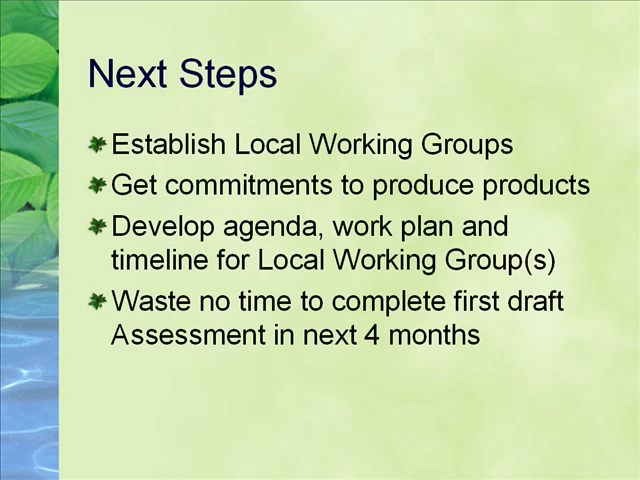 Next Steps
Establish Local Working Groups
Get commitments to produce products
Develop agenda, work plan and
timeline for Local Working Group(s)
Waste no time to complete first draft
Assessment in next 4 months